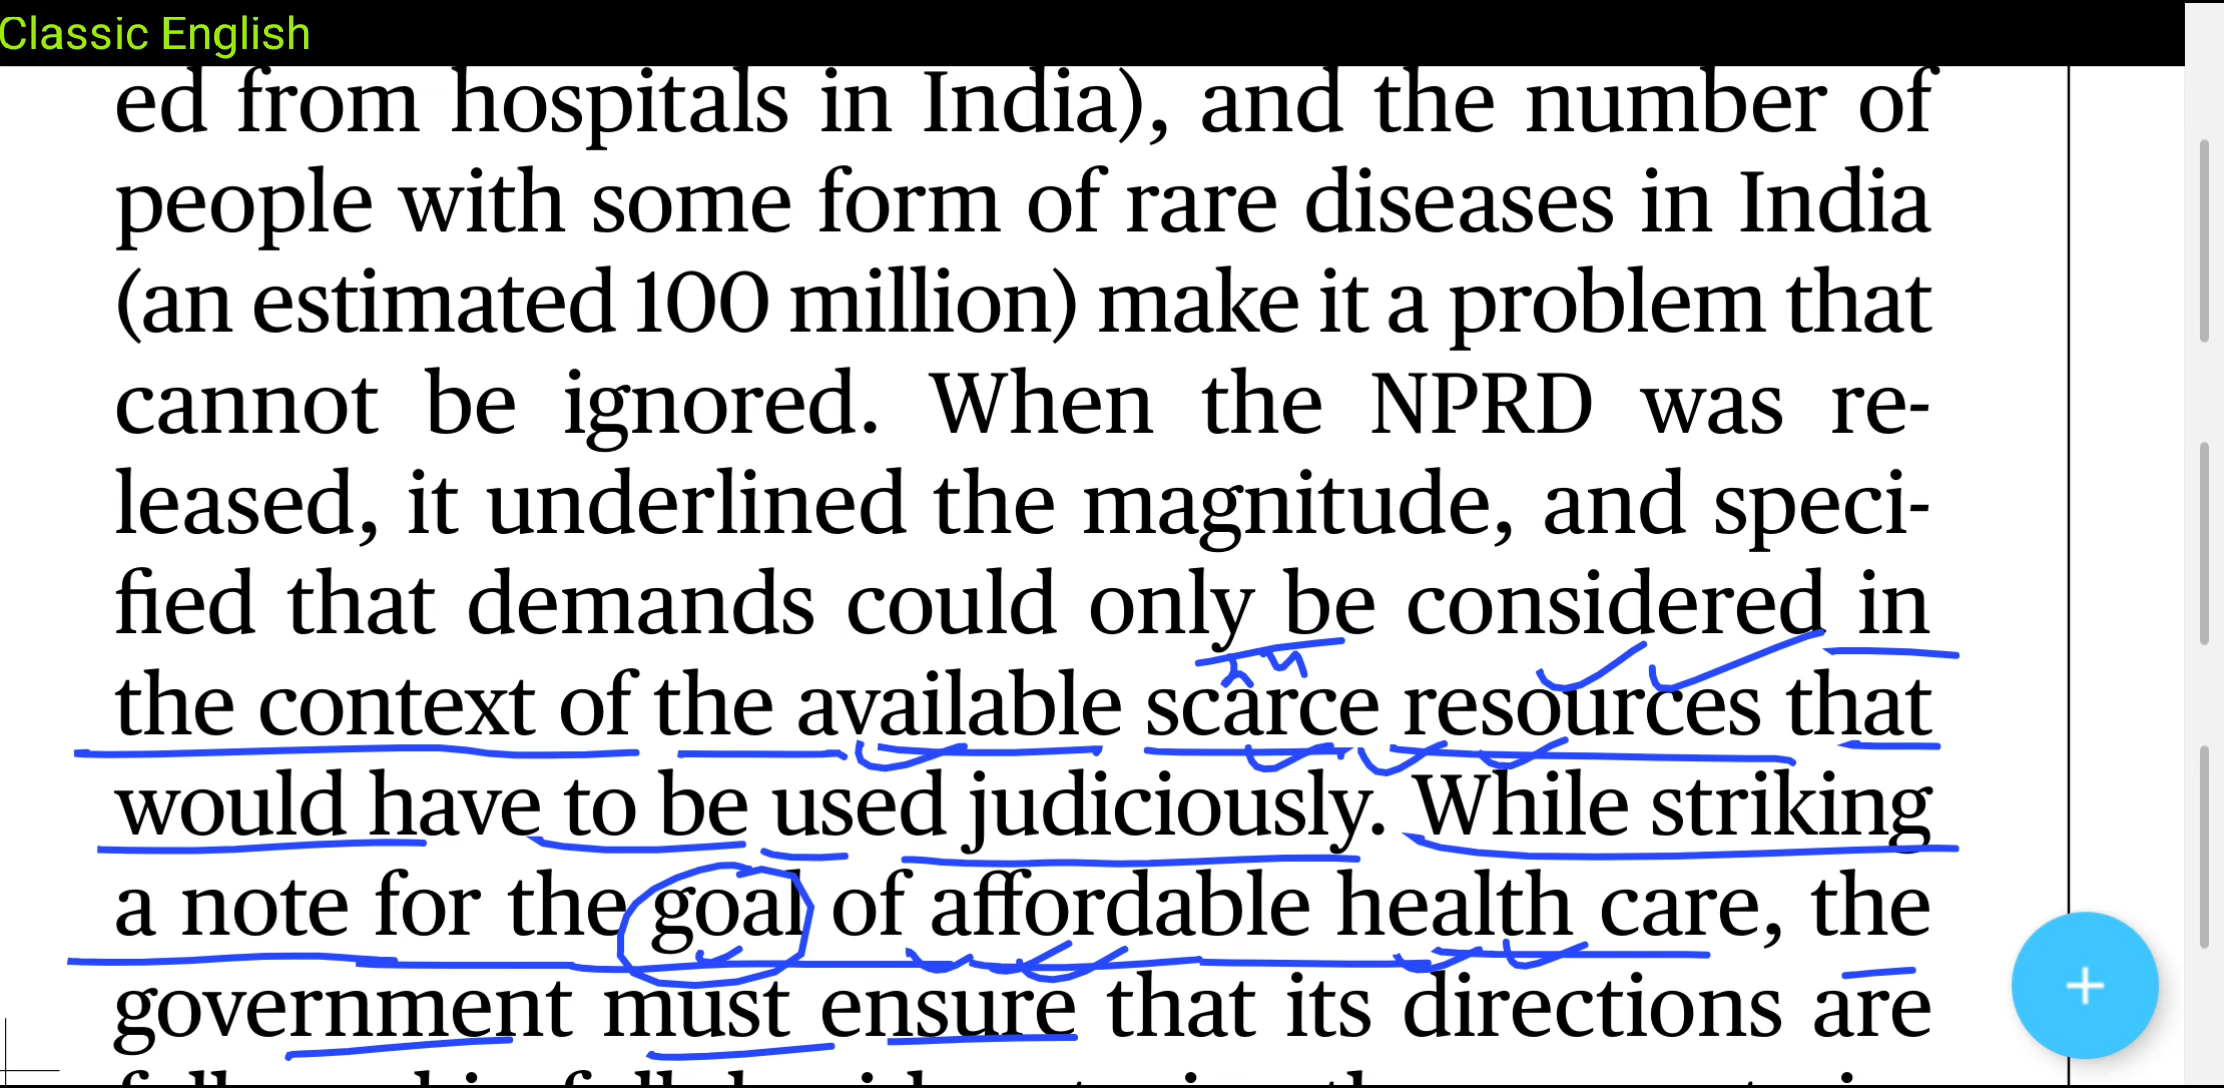 Classic English
ed from hospitals in India), and the number of
people with some form of rare diseases in India
(an estimated 100 million) make it a problem that
cannot be ignored. When the NPRD was re-
leased, it underlined the magnitude, and speci-
fied that demands could only be considered in
the context of the available scarce resources that
would have to be used judiciously. While striking
a note for the goal of affordable health care, the
government must ensure that its directions are